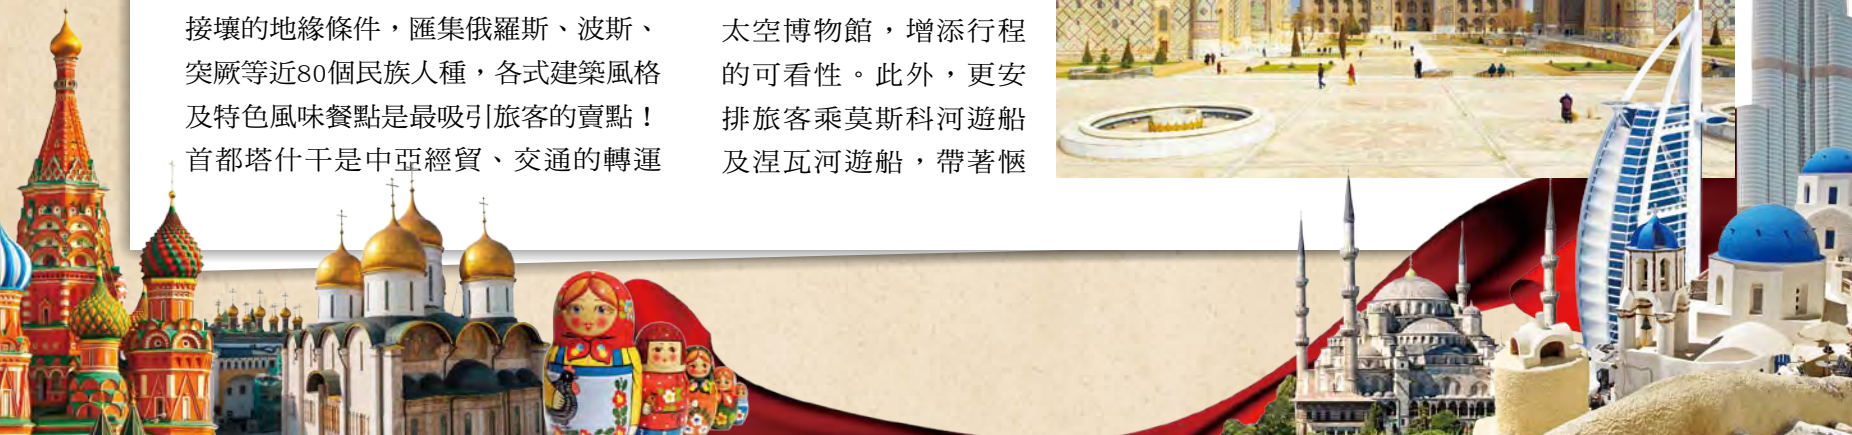 接壤的地緣條件，匯集俄羅斯、波斯、
突厥等近80個民族人種，各式建築風格
及特色風味餐點是最吸引旅客的賣點！
首都塔什干是中亞經貿、交通的轉運
太空博物館，增添行程
的可看性。此外，更安
排旅客乘莫斯科河遊船
及涅瓦河遊船，帶著愜